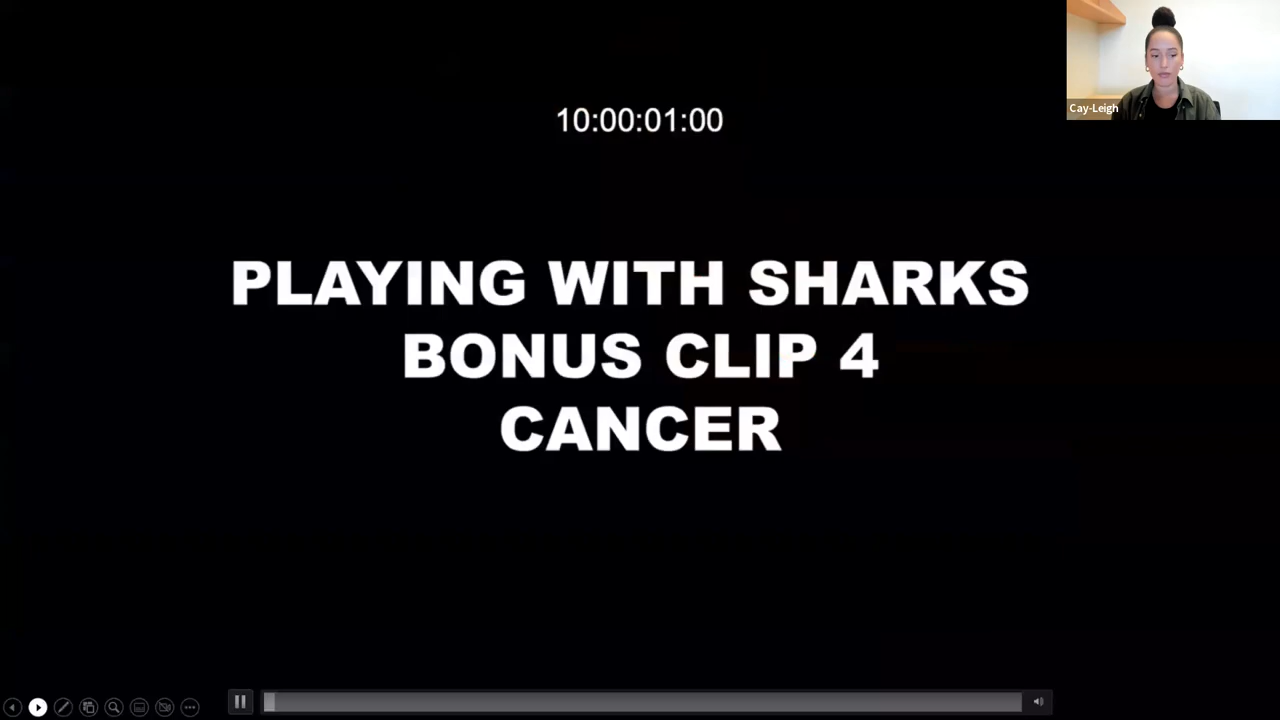 10:00:01:00
PLAYING WITH SHARKS
BONUS CLIP 4
CANCER
Cay-Leigh